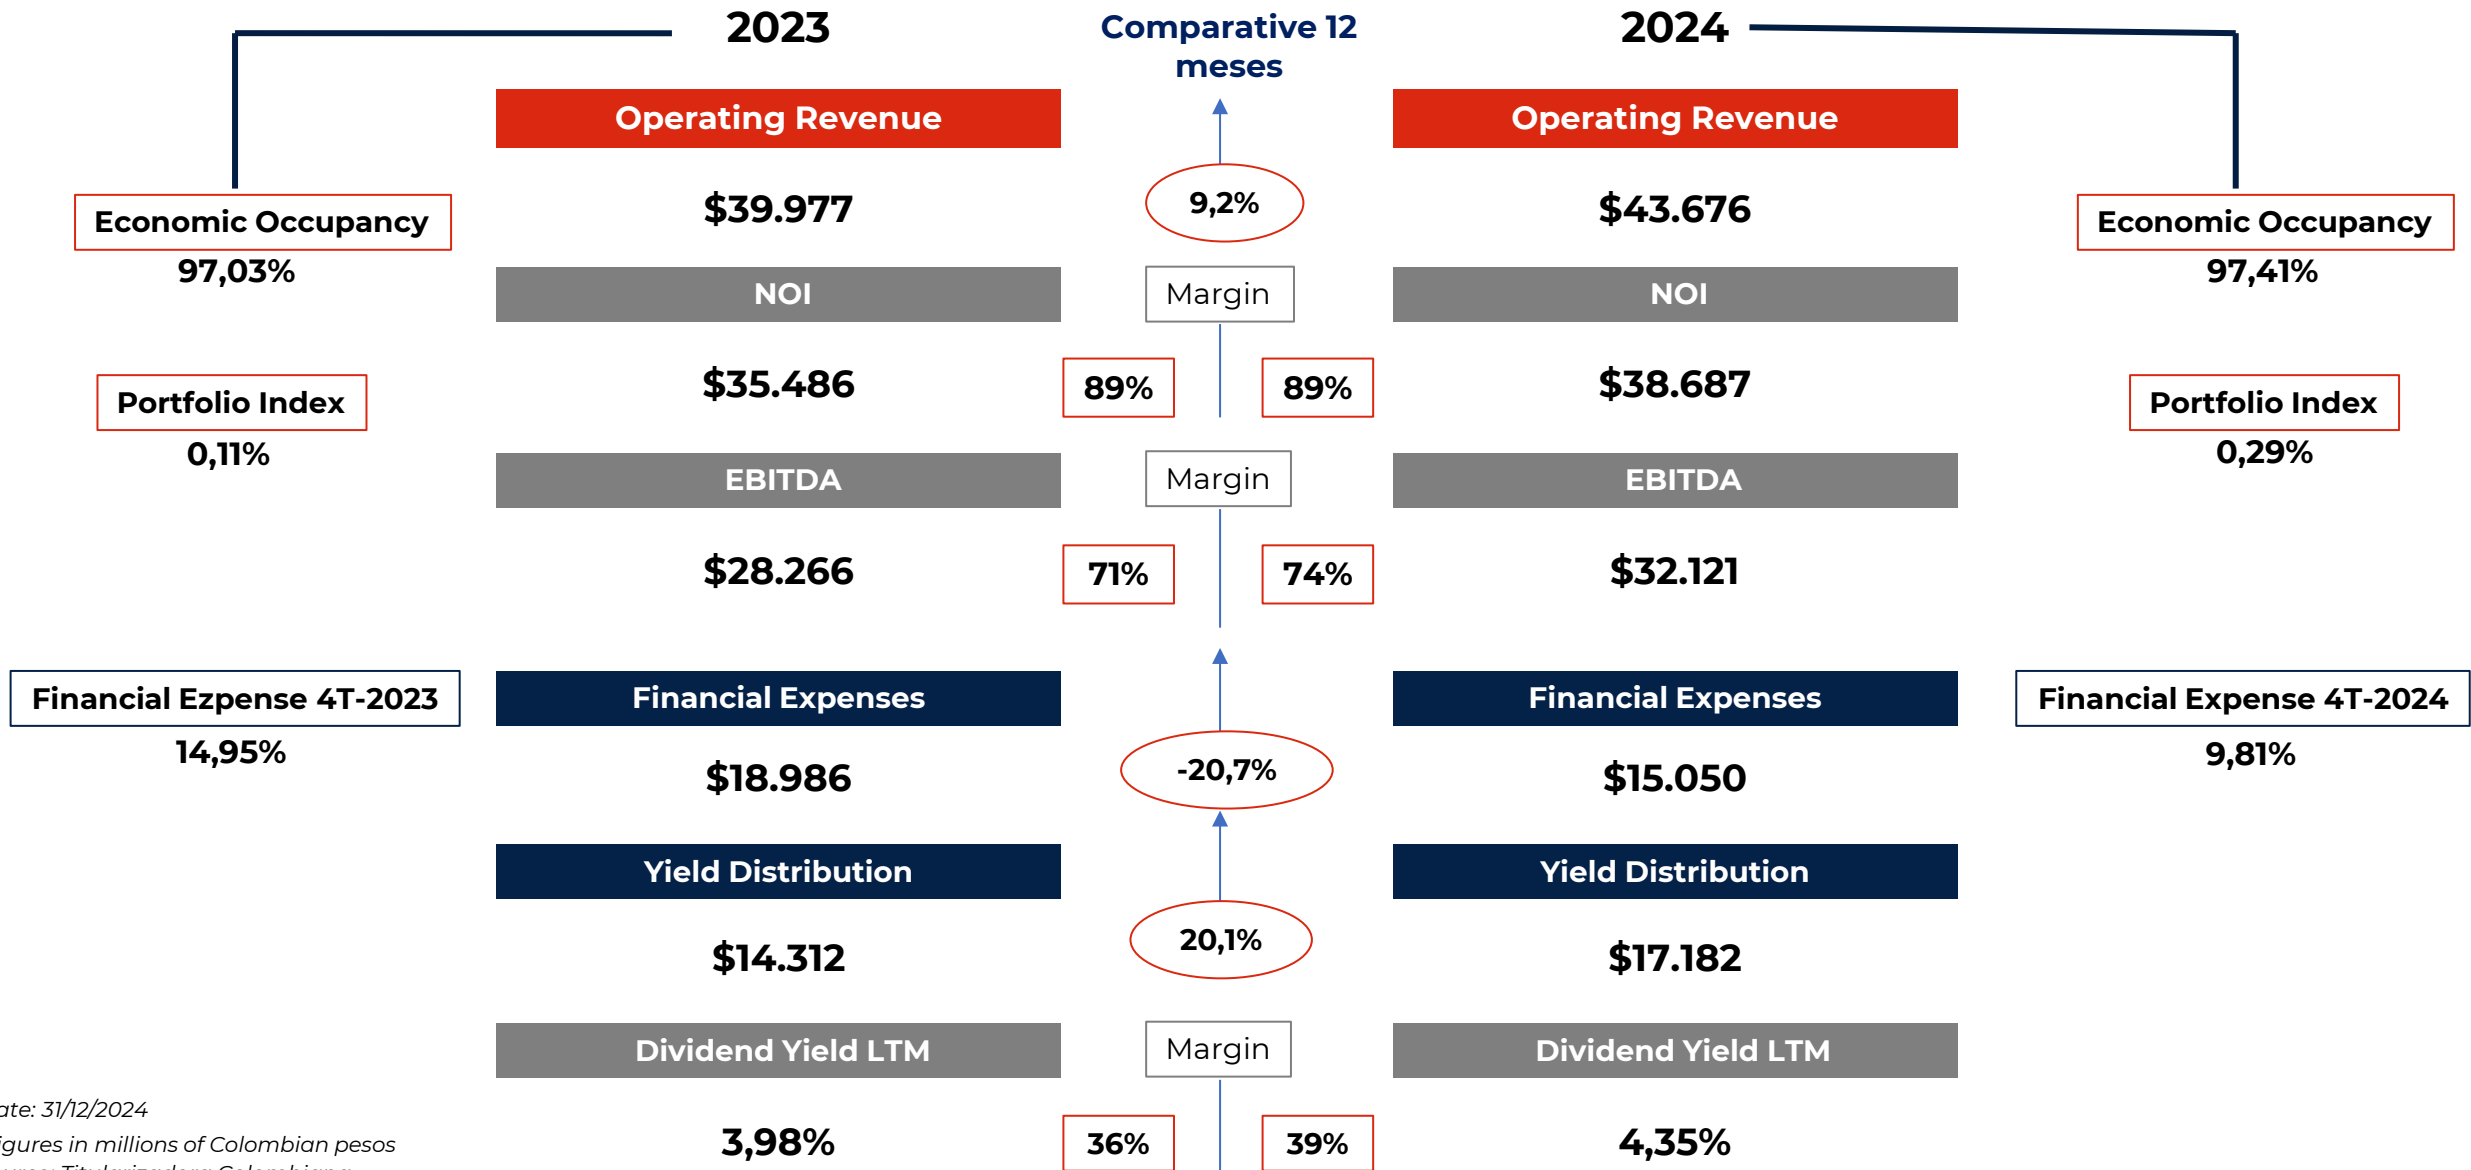 2023
Comparative 12
meses
2024
Operating Revenue
Operating Revenue
$39.977
9,2%
$43.676
Economic Occupancy
97,03%
Economic Occupancy
97,41%
NOI
Margin
NOI
$35.486
89%
89%
$38.687
Portfolio Index
0,11%
Portfolio Index
0,29%
EBITDA
Margin
EBITDA
$28.266
71%
74%
$32.121
Financial Ezpense 4T-2023
14,95%
Financial Expenses
Financial Expenses
Financial Expense 4T-2024
9,81%
$18.986
-20,7%
$15.050
Yield Distribution
Yield Distribution
$14.312
20,1%
$17.182
Dividend Yield LTM
Margin
Dividend Yield LTM
3,98%
36%
39%
4,35%
ate: 31/12/2024
igures in millions of Colombian pesos